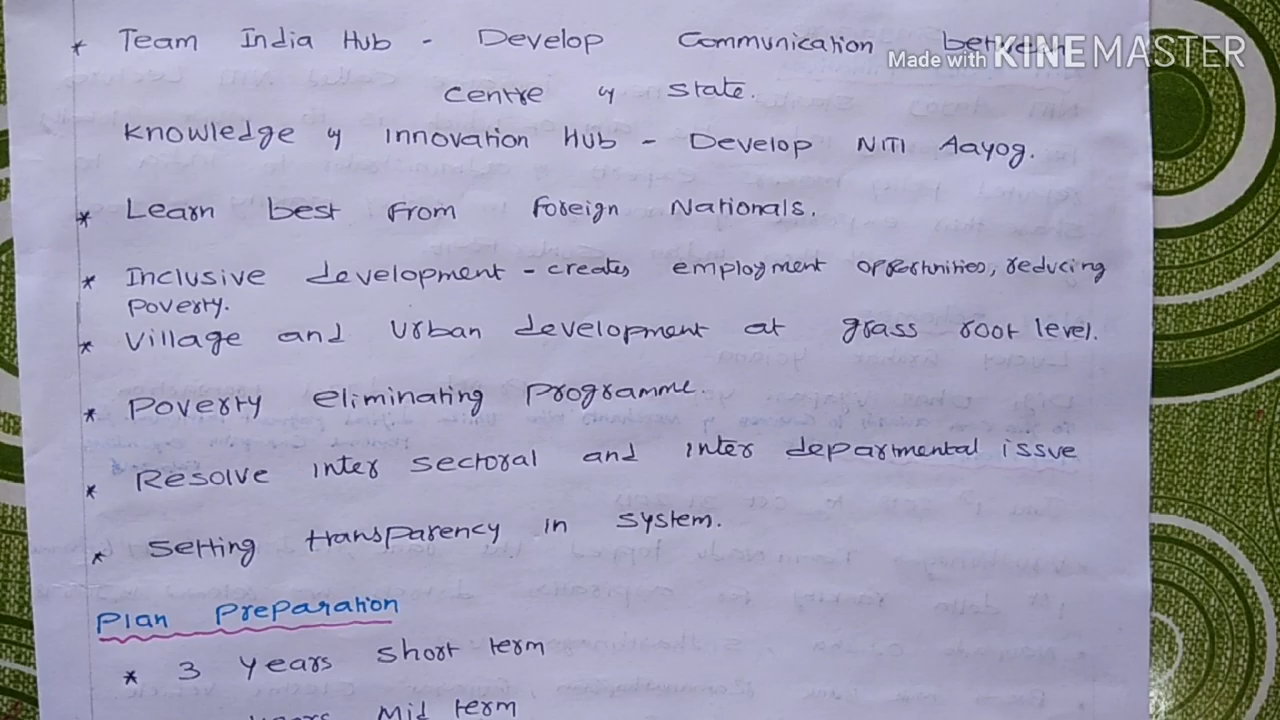 * Team India Hub - Develop Communication between
Made with KINEMASTER
Centre & state.
Knowledge & Innovation Hub - Develop NITI Aayog.
* Learn best From Foreign Nationals.
* Inclusive development - creates employment opportunities, reducing
poverty.
* Village and Urban development at grass root level.
* Poverty eliminating Programme.
* Resolve inter sectoral and inter departmental issue
* Setting transparency in system.
Plan Preparation
* 3 years short term
years Mid term